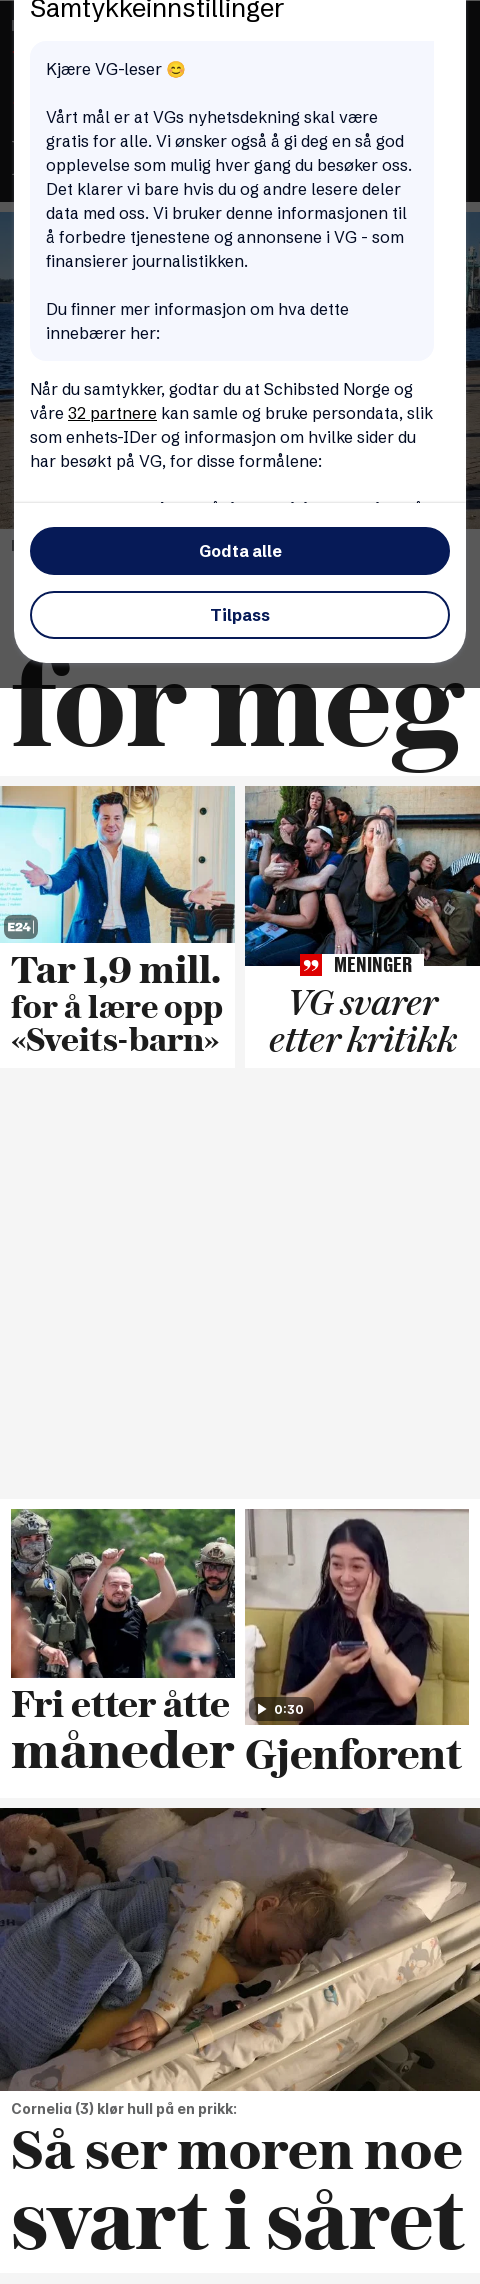 Samtykkeinnstillinger
Kjære VG-leser 😊
Vårt mål er at VGs nyhetsdekning skal være
gratis for alle. Vi ønsker også å gi deg en så god
opplevelse som mulig hver gang du besøker oss.
Det klarer vi bare hvis du og andre lesere deler
data med oss. Vi bruker denne informasjonen til
å forbedre tjenestene og annonsene i VG - som
finansierer journalistikken.
Du finner mer informasjon om hva dette
innebærer her:
Når du samtykker, godtar du at Schibsted Norge og
våre 32 partnere kan samle og bruke persondata, slik
som enhets-IDer og informasjon om hvilke sider du
har besøkt på VG, for disse formålene:
Godta alle
Tilpass
for meg
E24
Tar 1,9 mill.
for å lære opp
«Sveits-barn»
MENINGER
VG svarer
etter kritikk
Fri etter åtte
måneder
0:30
Gjenforent
Cornelia (3) klør hull på en prikk:
Så ser moren noe
svart i såret